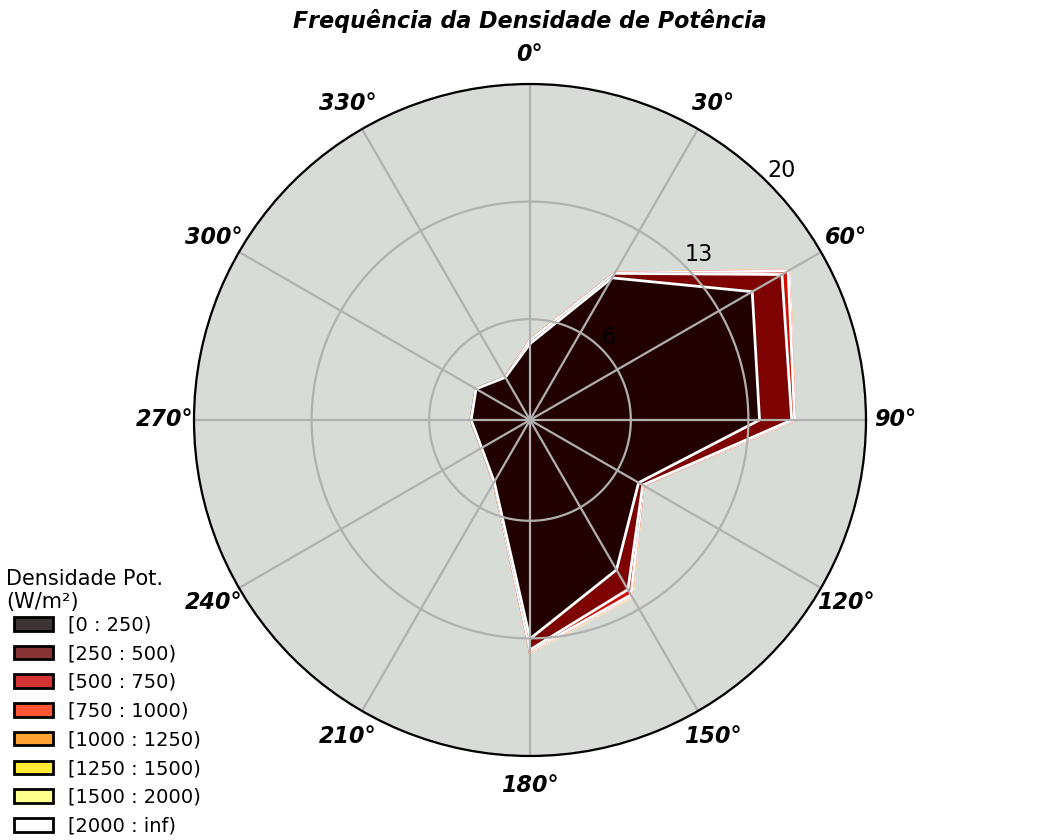 Frequência da Densidade de Potência
0°
330°
30°
20
300°
60°
13
6
270°
90°
Densidade Pot.
(W/m²)
240°
120°
[0 : 250)
[250 : 500)
[500 : 750)
[750 : 1000)
210°
150°
[1000 : 1250)
[1250 : 1500)
180°
[1500 : 2000)
[2000 : inf)